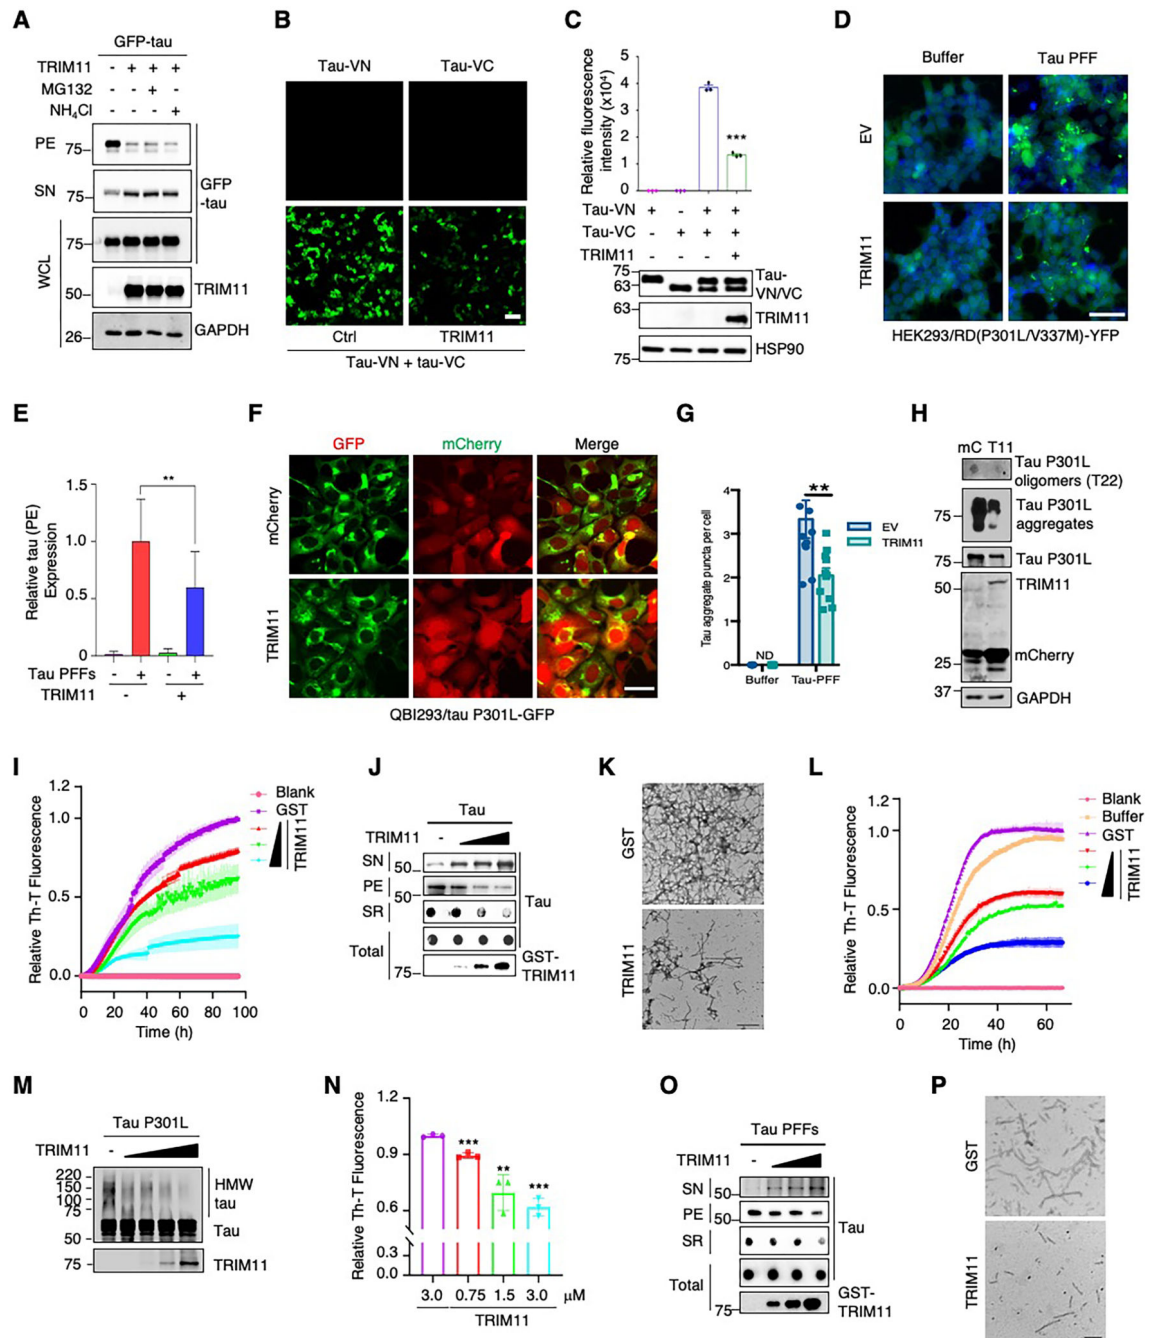 A
GFP-tau
TRIM11 - + + +
MG132 - - + -
NH4Cl - - - +
PE
75
SN
75
GFP
-tau
WCL
75
50
TRIM11
26
GAPDH
B
Tau-VN Tau-VC
Ctrl TRIM11
Tau-VN + tau-VC
C
Relative fluorescence
intensity (x10⁴)
5
4
3
2
1
0
***
Tau-VN + - + +
Tau-VC - + + +
TRIM11 - - - +
75
63
Tau-
VN/VC
63
TRIM11
75
HSP90
D
Buffer Tau PFF
EV
TRIM11
HEK293/RD(P301L/V337M)-YFP
E
Relative tau (PE)
Expression
1.5
1.0
0.5
0
**
Tau PFFs - + - +
TRIM11 - +
F
GFP mCherry Merge
mCherry
TRIM11
QBI293/tau P301L-GFP
G
Tau aggregate puncta per cell
4
3
2
1
0
**
ND
EV
TRIM11
Buffer Tau-PFF
H
mC T11
Tau P301L
oligomers (T22)
75
Tau P301L
aggregates
75
Tau P301L
50
TRIM11
25
mCherry
37
GAPDH
I
Relative Th-T Fluorescence
1.2
1.0
0.5
0.0
0 20 40 60 80 100
Time (h)
Blank
GST
TRIM11
J
Tau
TRIM11 -
SN
50
PE
50
SR
Tau
Total
75
GST-
TRIM11
K
GST
TRIM11
L
Relative Th-T Fluorescence
1.2
1.0
0.5
0.0
0 20 40 60
Time (h)
Blank
Buffer
GST
TRIM11
M
Tau P301L
TRIM11 -
220
150
100
75
50
HMW
tau
Tau
75
TRIM11
N
Relative Th-T Fluorescence
1.2
0.9
0.6
0.3
0.0
***
**
***
3.0 0.75 1.5 3.0 μM
TRIM11
O
Tau PFFs
TRIM11 -
SN
50
PE
50
SR
Tau
Total
75
GST-
TRIM11
P
GST
TRIM11